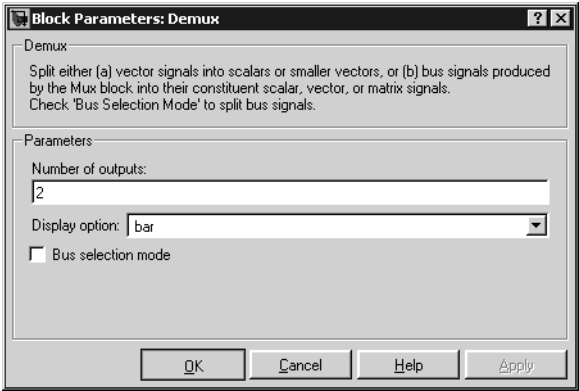 Block Parameters: Demux
Demux
Split either (a) vector signals into scalars or smaller vectors, or (b) bus signals produced
by the Mux block into their constituent scalar, vector, or matrix signals.
Check 'Bus Selection Mode' to split bus signals.
Parameters
Number of outputs:
2
Display option: bar
Bus selection mode
OK Cancel Help Apply